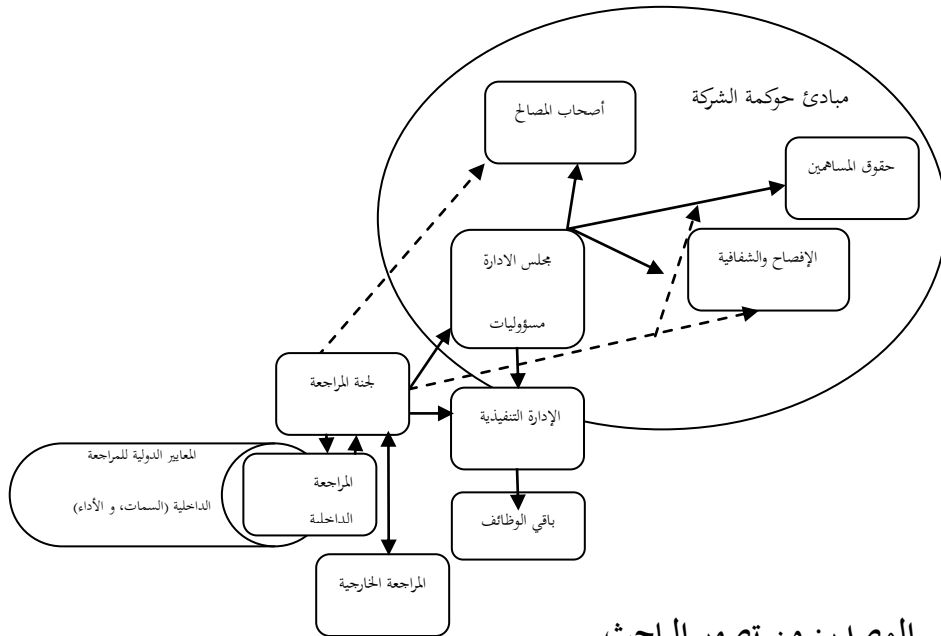 مبادئ حوكمة الشركة
أصحاب المصالح
حقوق المساهمين
الإفصاح والشفافية
مجلس الادارة
مسؤوليات
لجنة المراجعة
الإدارة التنفيذية
المعايير الدولية للمراجعة
الداخلية (السمات، و الأداء)
المراجعة
الداخلية
باقي الوظائف
المراجعة الخارجية
من تصور الباحث